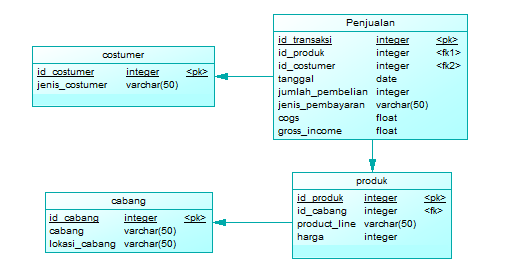 Penjualan
id_transaksi integer <pk>
id_produk integer <fk1>
id_costumer integer <fk2>
tanggal date
jumlah_pembelian integer
jenis_pembayaran varchar(50)
cogs float
gross_income float
costumer
id_costumer integer <pk>
jenis_costumer varchar(50)
produk
id_produk integer <pk>
id_cabang integer <fk>
product_line varchar(50)
harga integer
cabang
id_cabang integer <pk>
cabang varchar(50)
lokasi_cabang varchar(50)